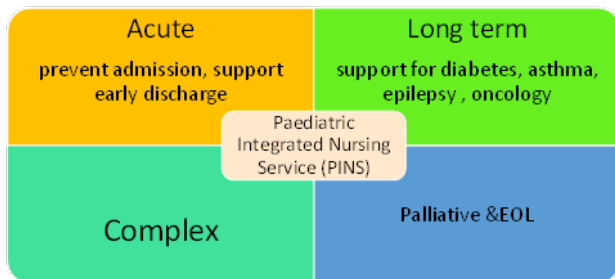 Acute
prevent admission, support
early discharge
Long term
support for diabetes, asthma,
epilepsy , oncology
Paediatric
Integrated Nursing
Service (PINS)
Complex
Palliative &EOL